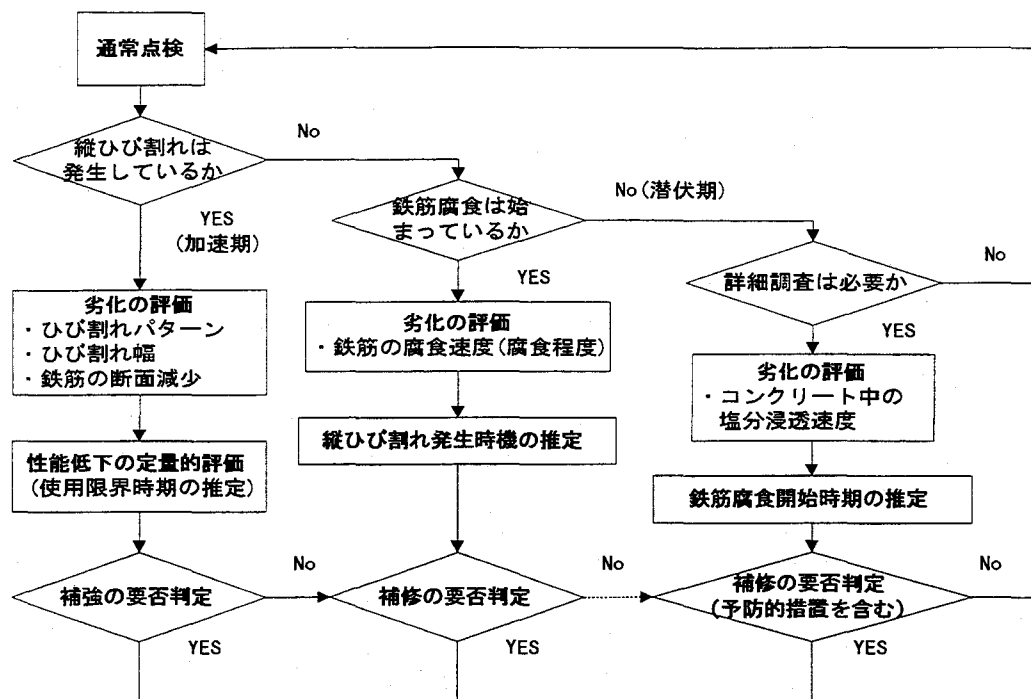 通常点検
縦ひび割れは
発生しているか
No
YES
(加速期)
鉄筋腐食は始
まっているか
No(潜伏期)
YES
詳細調査は必要か
No
YES
劣化の評価
・ひび割れパターン
・ひび割れ幅
・鉄筋の断面減少
劣化の評価
・鉄筋の腐食速度(腐食程度)
劣化の評価
・コンクリート中の
塩分浸透速度
性能低下の定量的評価
(使用限界時期の推定)
縦ひび割れ発生時機の推定
鉄筋腐食開始時期の推定
補強の要否判定
No
YES
補修の要否判定
No
YES
補修の要否判定
(予防的措置を含む)
No
YES